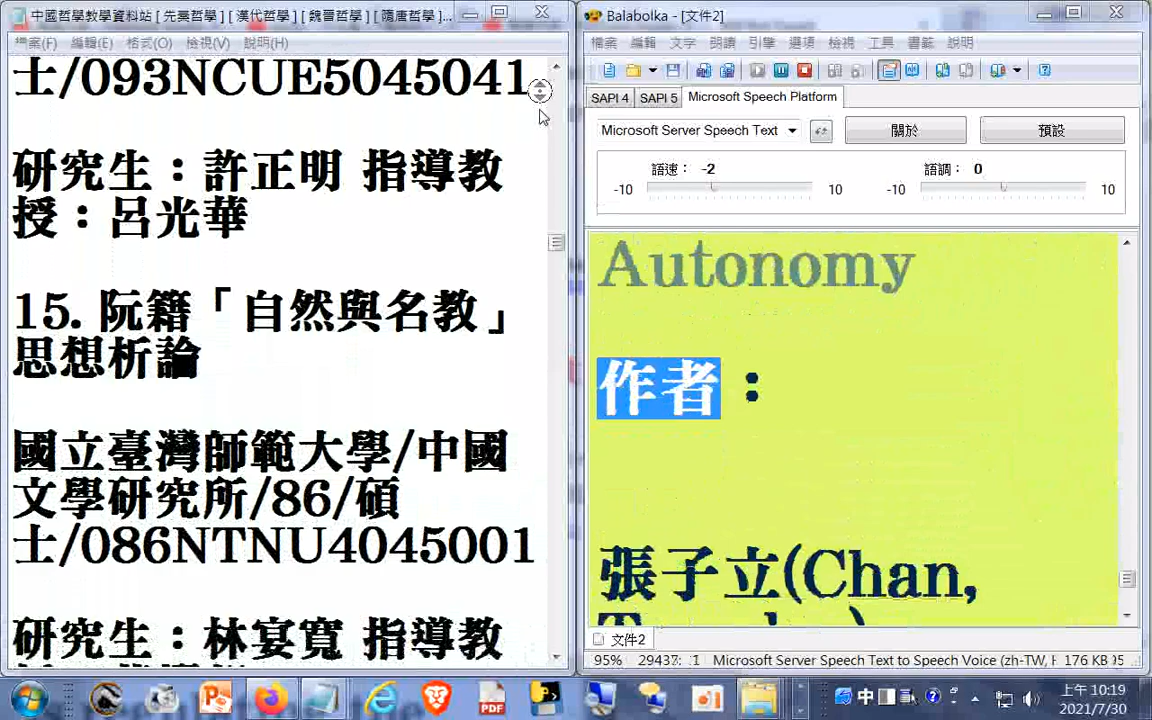 中國哲學教學資料站 [ 先秦哲學 ] [ 漢代哲學 ] [ 魏晉哲學 ] [ 隋唐哲學 ]...
檔案(F) 編輯(E) 格式(O) 檢視(V) 說明(H)
士/093NCUE5045041
研究生：許正明 指導教
授：呂光華
15. 阮籍「自然與名教」
思想析論
國立臺灣師範大學/中國
文學研究所/86/碩
士/086NTNU4045001
研究生：林宴寬 指導教
Balabolka - [文件2]
檔案 編輯 文字 朗讀 引擎 選項 檢視 工具 書籤 說明
SAPI 4 SAPI 5 Microsoft Speech Platform
Microsoft Server Speech Text 關於 預設
語速： -2 語調： 0
-10 10 -10 10
Autonomy
作者：
張子立(Chan,
文件2
95% 29437: 1 Microsoft Server Speech Text to Speech Voice (zh-TW, 176 KB
中
上午 10:19
2021/7/30